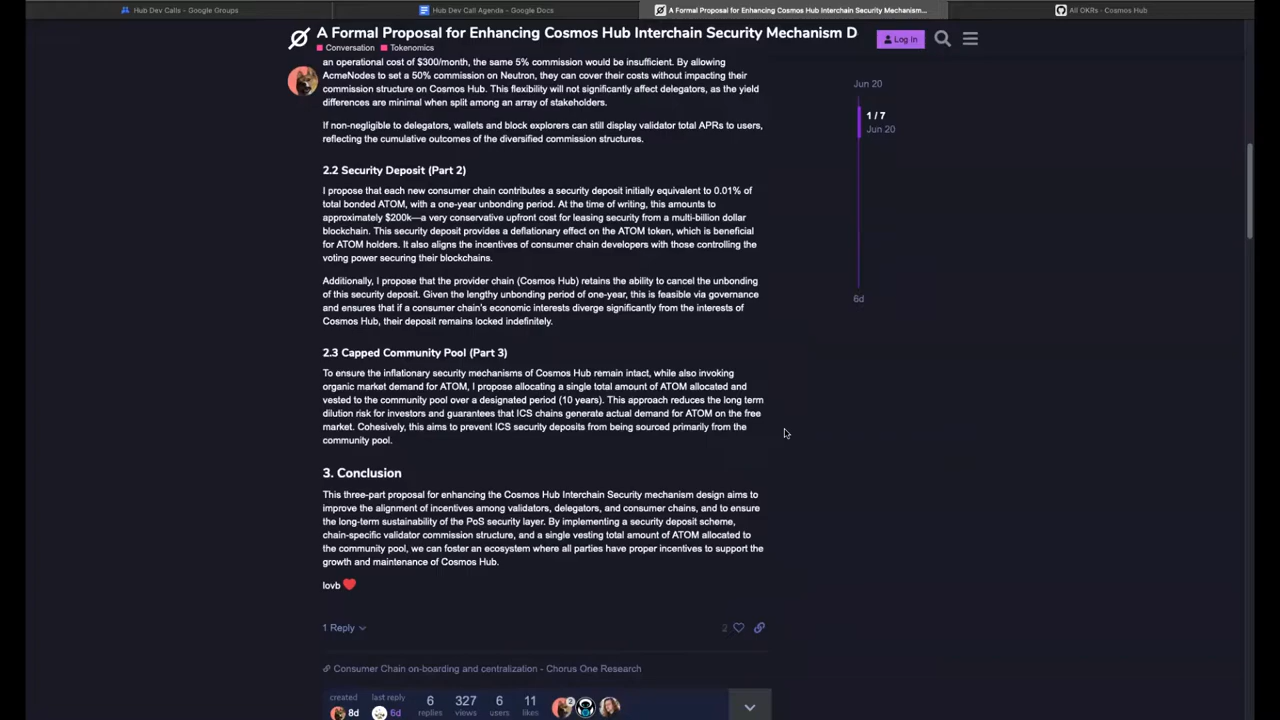 Hub Dev Calls - Google Groups
Hub Dev Call Agenda - Google Docs
A Formal Proposal for Enhancing Cosmos Hub Interchain Security Mechanism...
All OKRs - Cosmos Hub
A Formal Proposal for Enhancing Cosmos Hub Interchain Security Mechanism D
Conversation Tokenomics
Log In
an operational cost of $300/month, the same 5% commission would be insufficient. By allowing
AcmeNodes to set a 50% commission on Neutron, they can cover their costs without impacting their
commission structure on Cosmos Hub. This flexibility will not significantly affect delegators, as the yield
differences are minimal when split among an array of stakeholders.
If non-negligible to delegators, wallets and block explorers can still display validator total APRs to users,
reflecting the cumulative outcomes of the diversified commission structures.
2.2 Security Deposit (Part 2)
I propose that each new consumer chain contributes a security deposit initially equivalent to 0.01% of
total bonded ATOM, with a one-year unbonding period. At the time of writing, this amounts to
approximately $200k—a very conservative upfront cost for leasing security from a multi-billion dollar
blockchain. This security deposit provides a deflationary effect on the ATOM token, which is beneficial
for ATOM holders. It also aligns the incentives of consumer chain developers with those controlling the
voting power securing their blockchains.
Additionally, I propose that the provider chain (Cosmos Hub) retains the ability to cancel the unbonding
of this security deposit. Given the lengthy unbonding period of one-year, this is feasible via governance
and ensures that if a consumer chain's economic interests diverge significantly from the interests of
Cosmos Hub, their deposit remains locked indefinitely.
2.3 Capped Community Pool (Part 3)
To ensure the inflationary security mechanisms of Cosmos Hub remain intact, while also invoking
organic market demand for ATOM, I propose allocating a single total amount of ATOM allocated and
vested to the community pool over a designated period (10 years). This approach reduces the long term
dilution risk for investors and guarantees that ICS chains generate actual demand for ATOM on the free
market. Cohesively, this aims to prevent ICS security deposits from being sourced primarily from the
community pool.
3. Conclusion
This three-part proposal for enhancing the Cosmos Hub Interchain Security mechanism design aims to
improve the alignment of incentives among validators, delegators, and consumer chains, and to ensure
the long-term sustainability of the PoS security layer. By implementing a security deposit scheme,
chain-specific validator commission structure, and a single vesting total amount of ATOM allocated to
the community pool, we can foster an ecosystem where all parties have proper incentives to support the
growth and maintenance of Cosmos Hub.
lovb ❤️
1 Reply
2
Consumer Chain on-boarding and centralization - Chorus One Research
created last reply 6 327 6 11
8d 6d replies views users likes
2
Jun 20
1 / 7
Jun 20
6d